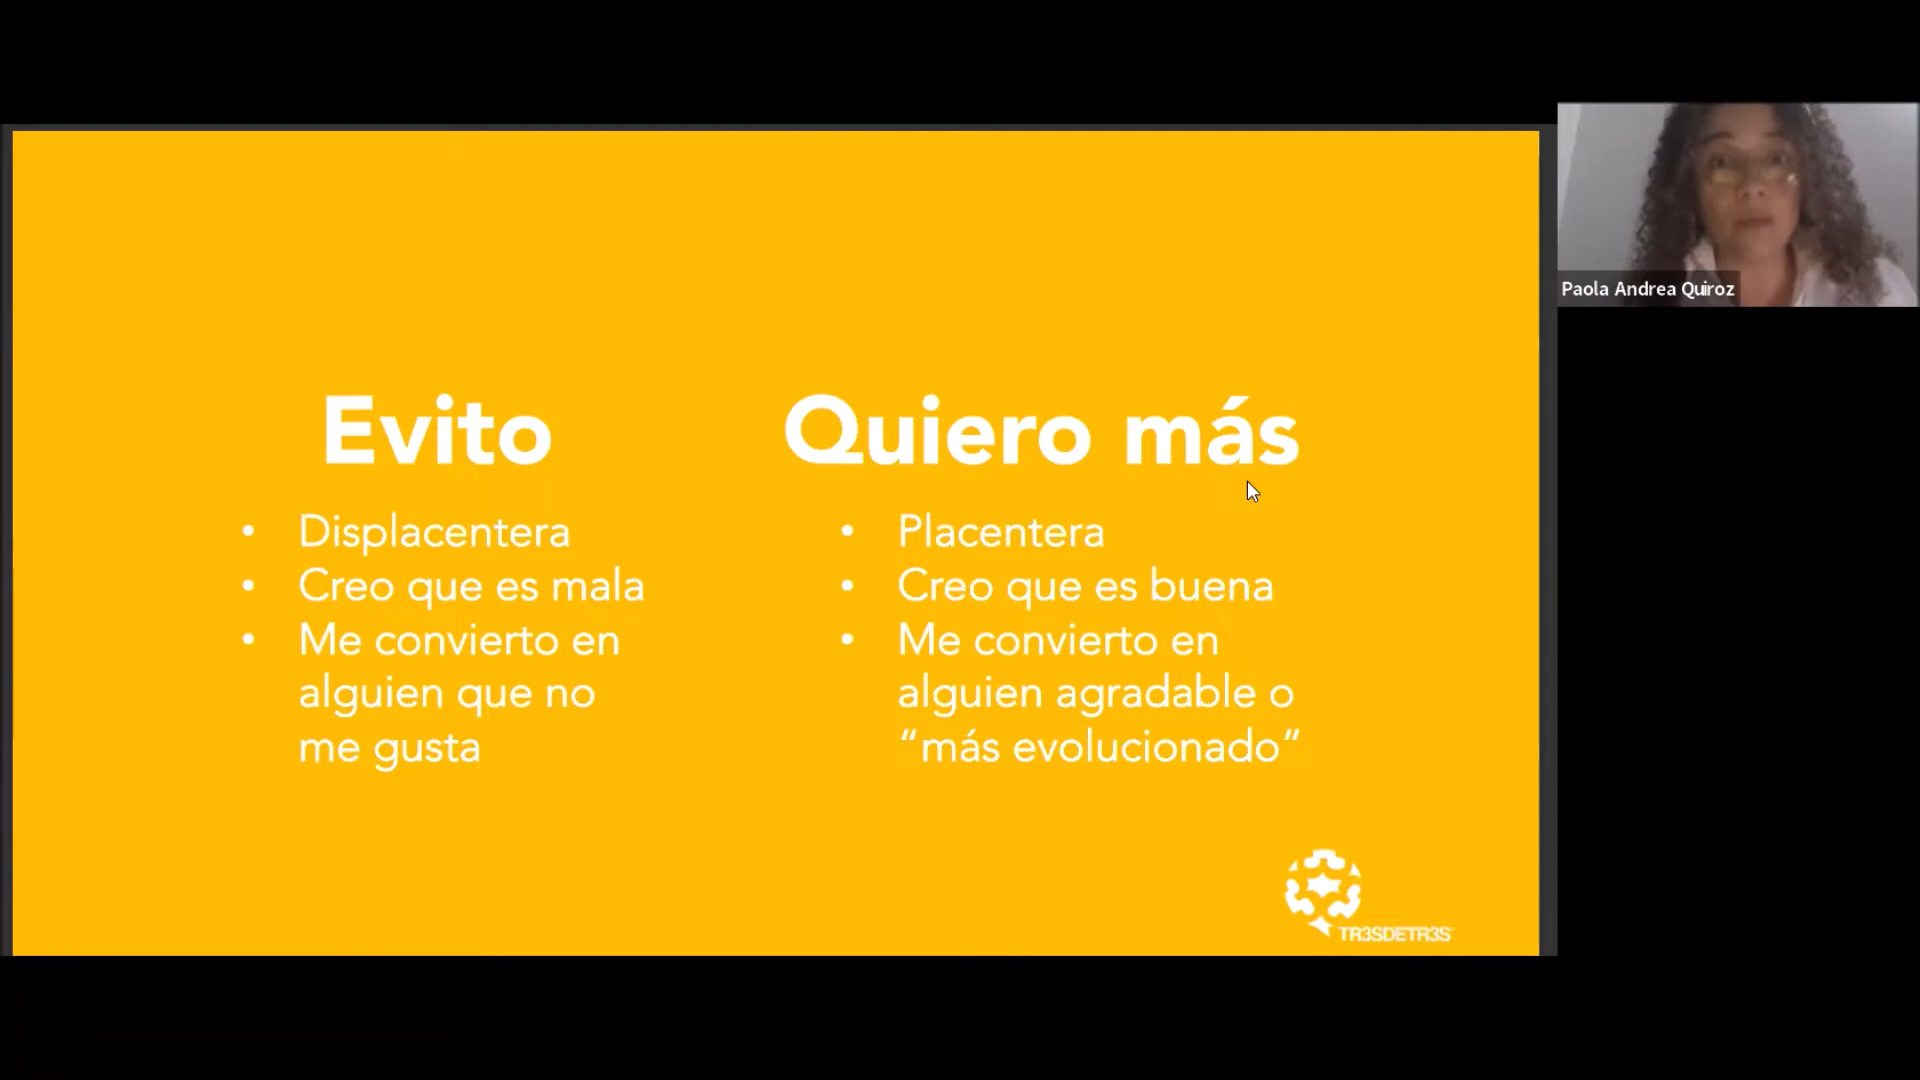 Evito
• Displacentera
• Creo que es mala
• Me convierto en
alguien que no
me gusta
Quiero más
• Placentera
• Creo que es buena
• Me convierto en
alguien agradable o
“más evolucionado”
TR3SDETR3S
Paola Andrea Quiroz